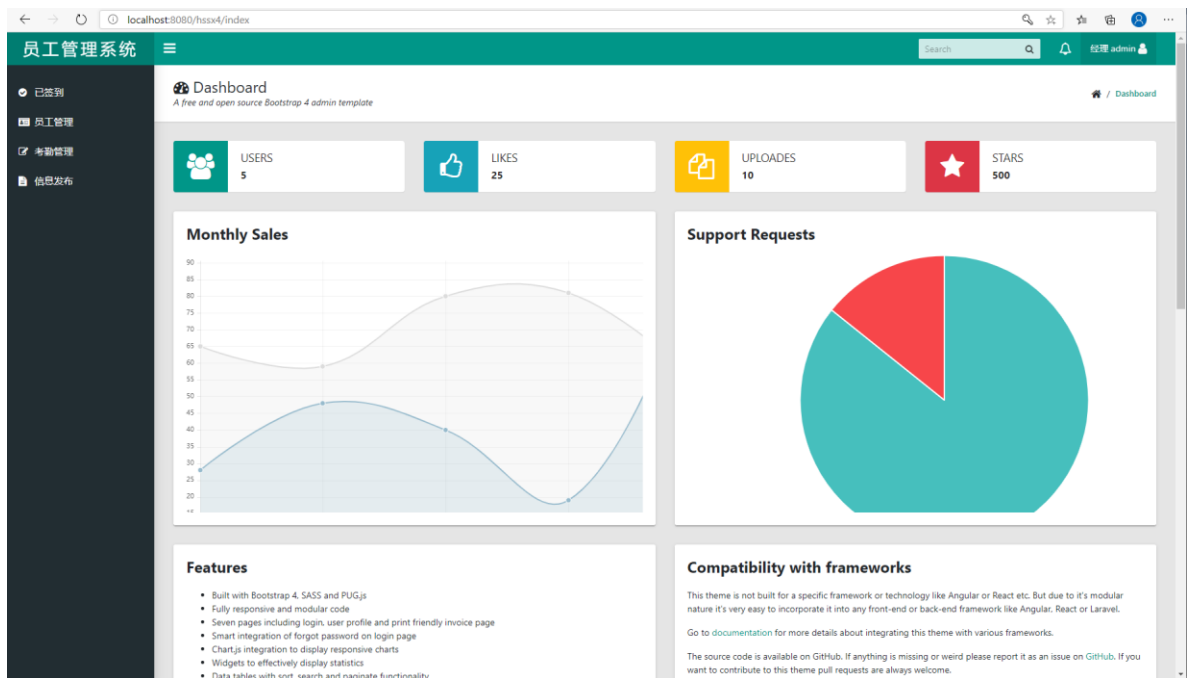 localhost:8080/hssx4/index
员工管理系统
Search
经理 admin
已签到
员工管理
考勤管理
信息发布
Dashboard
A free and open source Bootstrap 4 admin template
/ Dashboard
USERS
5
LIKES
25
UPLOADES
10
STARS
500
Monthly Sales
90
85
80
75
70
65
60
55
50
45
40
35
30
25
20
Support Requests
Features
Built with Bootstrap 4, SASS and PUG.js
Fully responsive and modular code
Seven pages including login, user profile and print friendly invoice page
Smart integration of forgot password on login page
Chart.js integration to display responsive charts
Widgets to effectively display statistics
Data tables with sort, search and paginate functionality
Compatibility with frameworks
This theme is not built for a specific framework or technology like Angular or React etc. But due to it's modular
nature it's very easy to incorporate it into any front-end or back-end framework like Angular, React or Laravel.
Go to documentation for more details about integrating this theme with various frameworks.
The source code is available on GitHub. If anything is missing or weird please report it as an issue on GitHub. If you
want to contribute to this theme pull requests are always welcome.